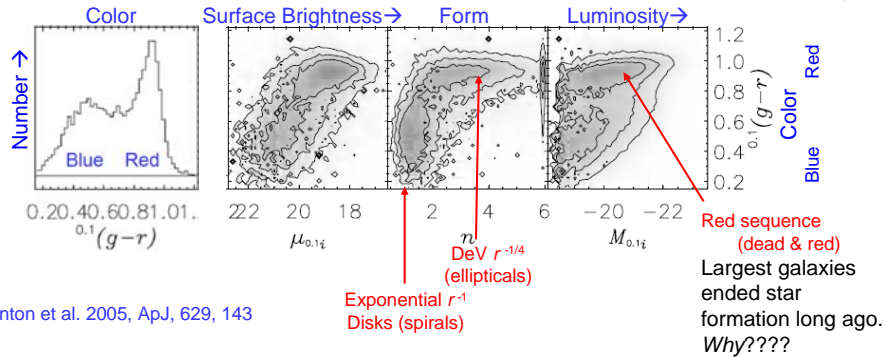 Color
Surface Brightness→
Form
Luminosity→
Number →
Blue Red
0.20.40.60.81.01..
0.1(g−r)
22 20 18
μ0.1i
2 4 6
n
−20 −22
M0.1i
1.2
1.0
0.8
0.6
0.4
0.2
0.1(g−r)
Color
Red
Blue
DeV r -1/4
(ellipticals)
Exponential r-1
Disks (spirals)
Red sequence
(dead & red)
Largest galaxies
ended star
formation long ago.
Why????
nton et al. 2005, ApJ, 629, 143